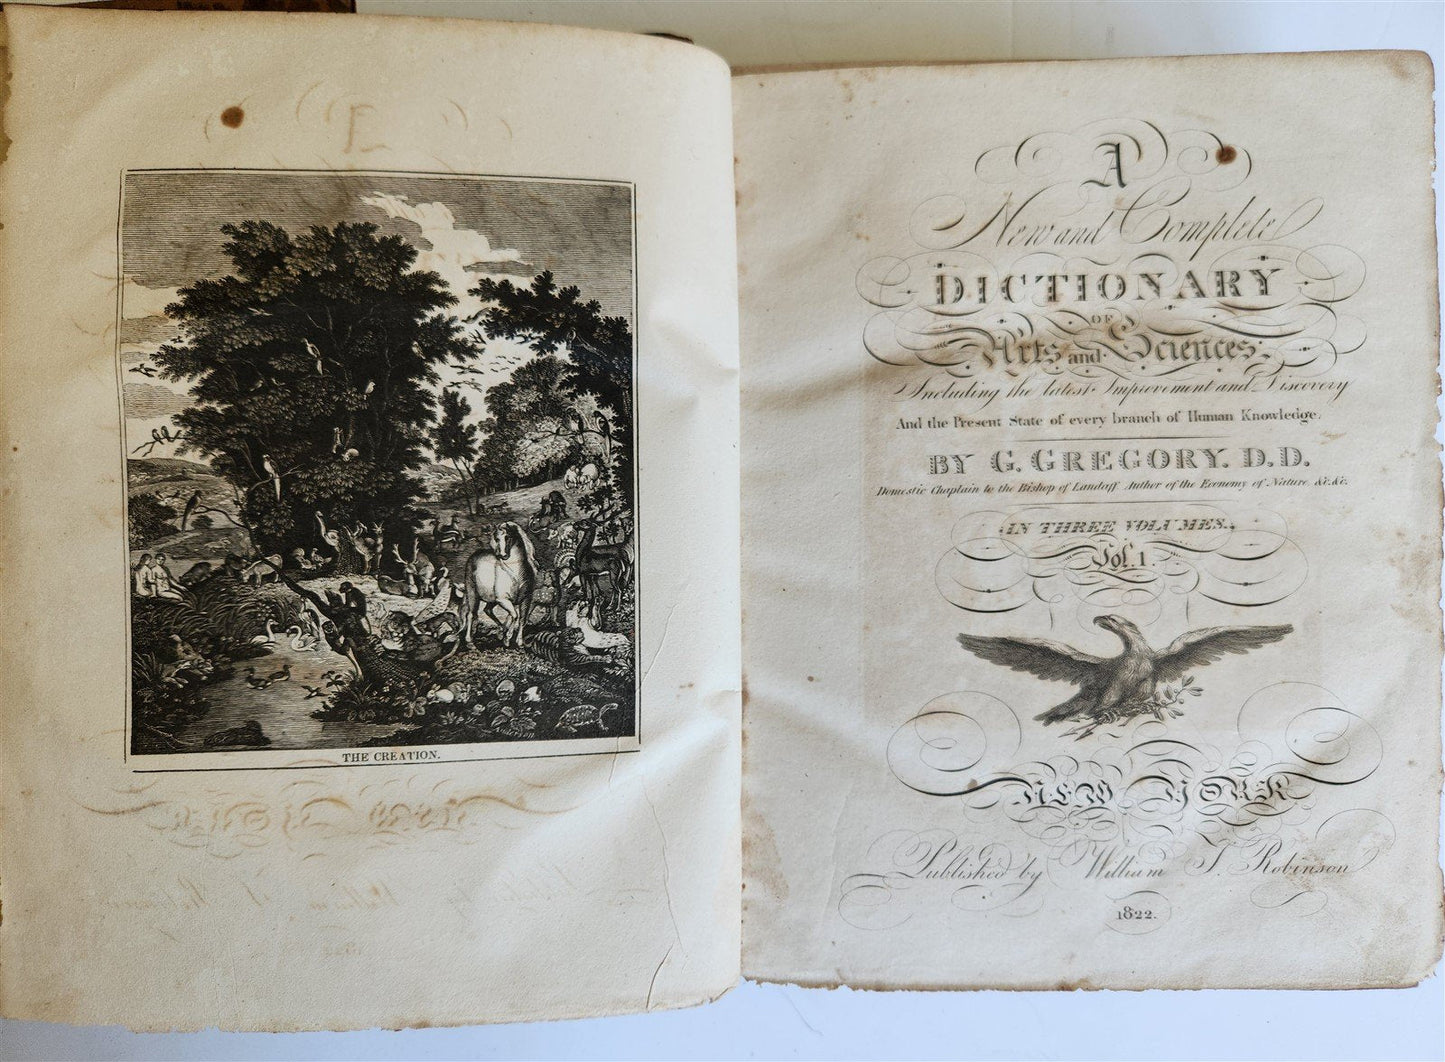 Anderson
THE CREATION.
A
New and Complete
DICTIONARY
OF
Arts and Sciences;
Including the latest Improvement and Discovery
And the Present State of every branch of Human Knowledge.
BY G. GREGORY. D.D.
Domestic Chaplain to the Bishop of Landaff Author of the Economy of Nature &c. &c.
IN THREE VOLUMES.
Vol. 1.
NEW YORK
Published by William T. Robinson
1822.